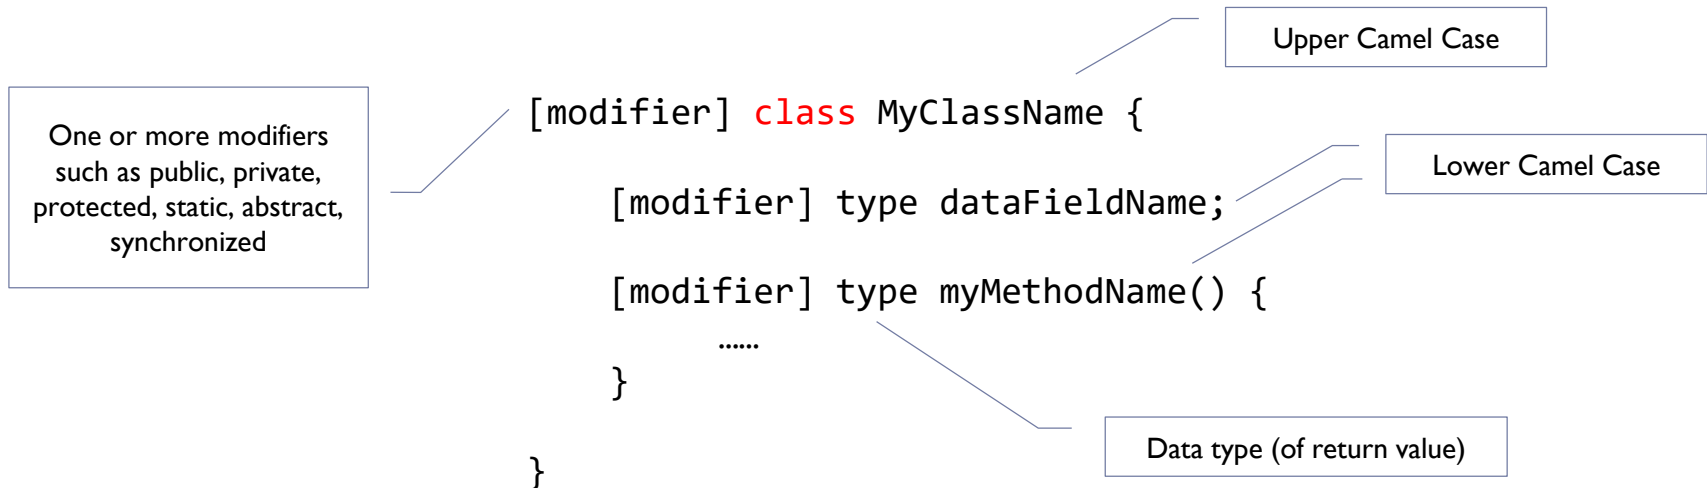 Upper Camel Case
[modifier] class MyClassName {
One or more modifiers
such as public, private,
protected, static, abstract,
synchronized
Lower Camel Case
[modifier] type dataFieldName;
[modifier] type myMethodName() {
……
}
Data type (of return value)
}